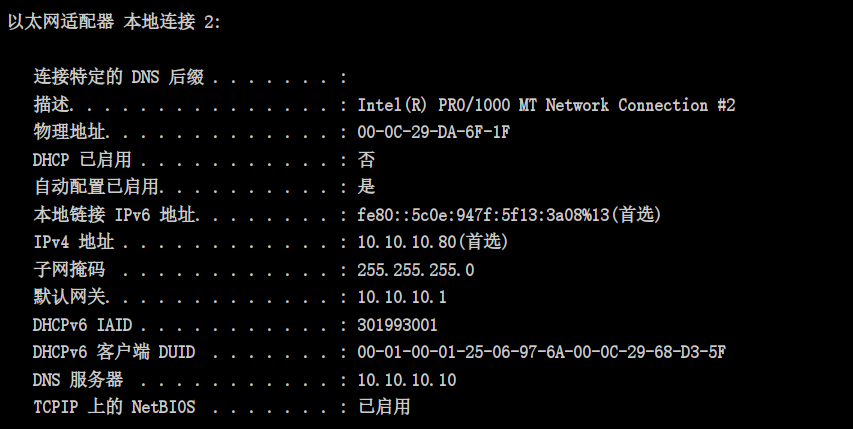 以太网适配器 本地连接 2:
连接特定的 DNS 后缀 . . . . . . . :
描述. . . . . . . . . . . . . . . : Intel(R) PRO/1000 MT Network Connection #2
物理地址. . . . . . . . . . . . . : 00-0C-29-DA-6F-1F
DHCP 已启用 . . . . . . . . . . . : 否
自动配置已启用. . . . . . . . . . : 是
本地链接 IPv6 地址. . . . . . . . : fe80::5c0e:947f:5f13:3a08%13(首选)
IPv4 地址 . . . . . . . . . . . . : 10.10.10.80(首选)
子网掩码  . . . . . . . . . . . . : 255.255.255.0
默认网关. . . . . . . . . . . . . : 10.10.10.1
DHCPv6 IAID . . . . . . . . . . . : 301993001
DHCPv6 客户端 DUID  . . . . . . . : 00-01-00-01-25-06-97-6A-00-0C-29-68-D3-5F
DNS 服务器  . . . . . . . . . . . : 10.10.10.10
TCPIP 上的 NetBIOS  . . . . . . . : 已启用